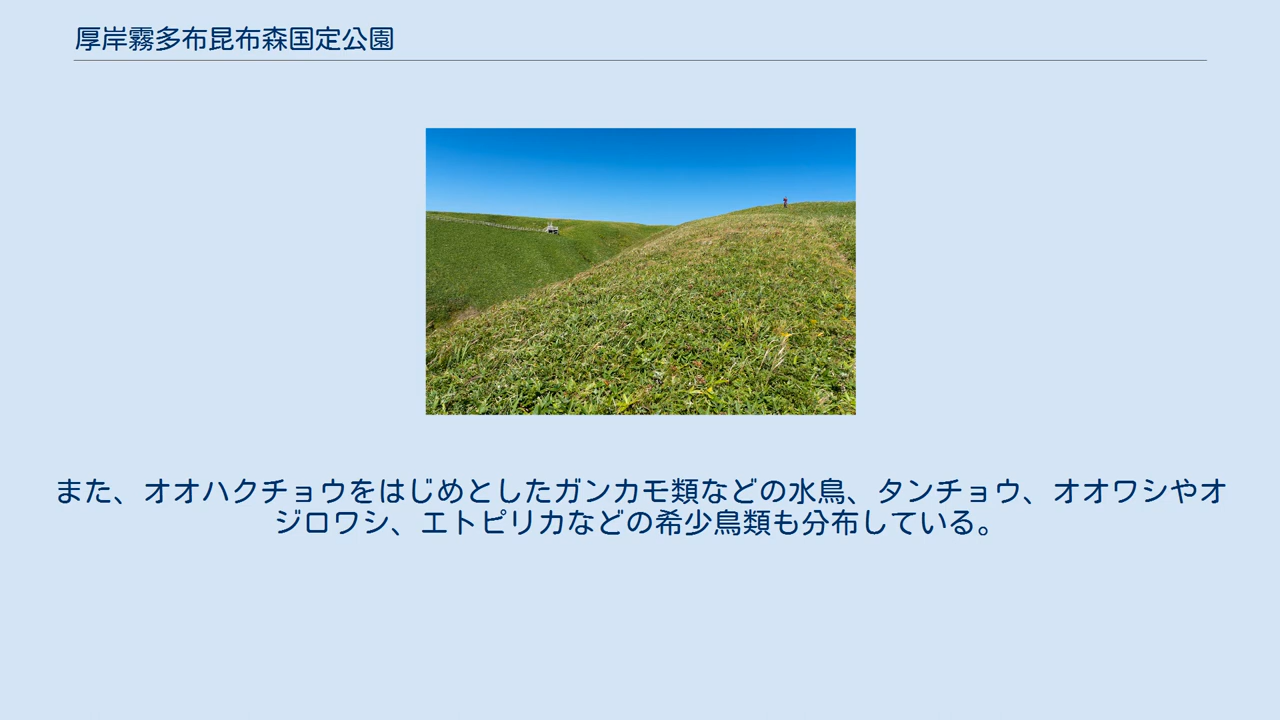 厚岸霧多布昆布森国定公園
また、オオハクチョウをはじめとしたガンカモ類などの水鳥、タンチョウ、オオワシやオ
ジロワシ、エトピリカなどの希少鳥類も分布している。